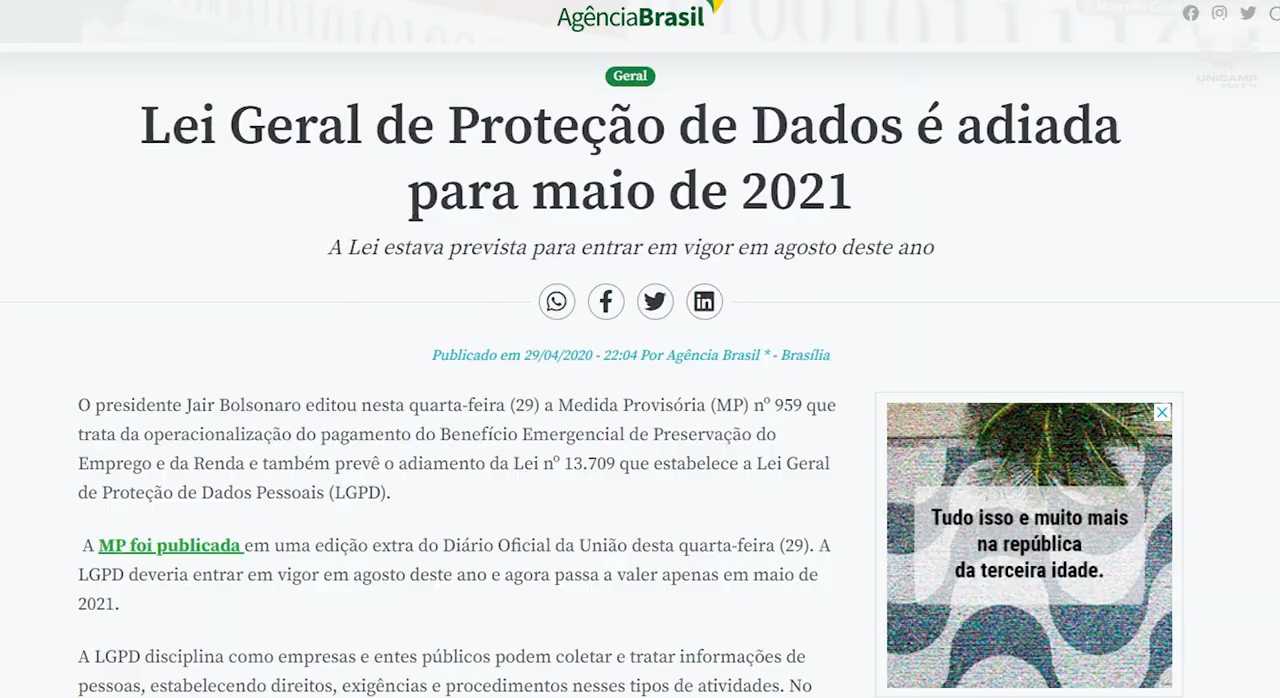 AgênciaBrasil
UNICAMP
Geral
Lei Geral de Proteção de Dados é adiada
para maio de 2021
A Lei estava prevista para entrar em vigor em agosto deste ano
Publicado em 29/04/2020 - 22:04 Por Agência Brasil * - Brasília
O presidente Jair Bolsonaro editou nesta quarta-feira (29) a Medida Provisória (MP) nº 959 que
trata da operacionalização do pagamento do Benefício Emergencial de Preservação do
Emprego e da Renda e também prevê o adiamento da Lei nº 13.709 que estabelece a Lei Geral
de Proteção de Dados Pessoais (LGPD).
A MP foi publicada em uma edição extra do Diário Oficial da União desta quarta-feira (29). A
LGPD deveria entrar em vigor em agosto deste ano e agora passa a valer apenas em maio de
2021.
A LGPD disciplina como empresas e entes públicos podem coletar e tratar informações de
pessoas, estabelecendo direitos, exigências e procedimentos nesses tipos de atividades. No
Tudo isso e muito mais
na república
da terceira idade.